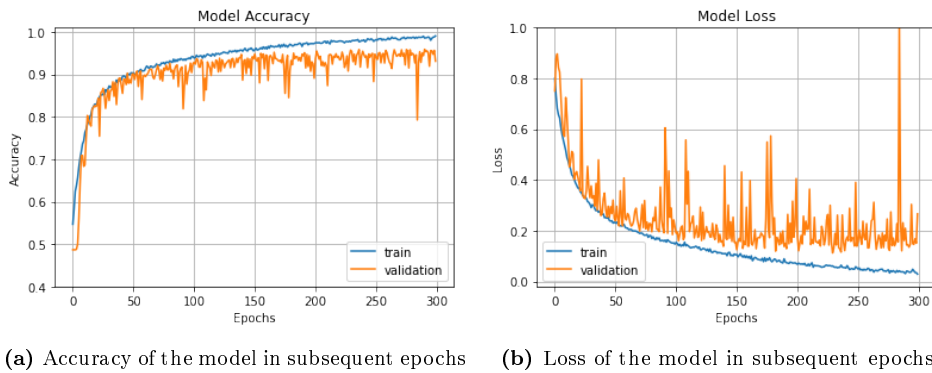 Model Accuracy
1.0
0.9
0.8
0.7
0.6
0.5
0.4
Accuracy
0 50 100 150 200 250 300
Epochs
train
validation
Model Loss
1.0
0.8
0.6
0.4
0.2
0.0
Loss
0 50 100 150 200 250 300
Epochs
train
validation
(a) Accuracy of the model in subsequent epochs
(b) Loss of the model in subsequent epochs